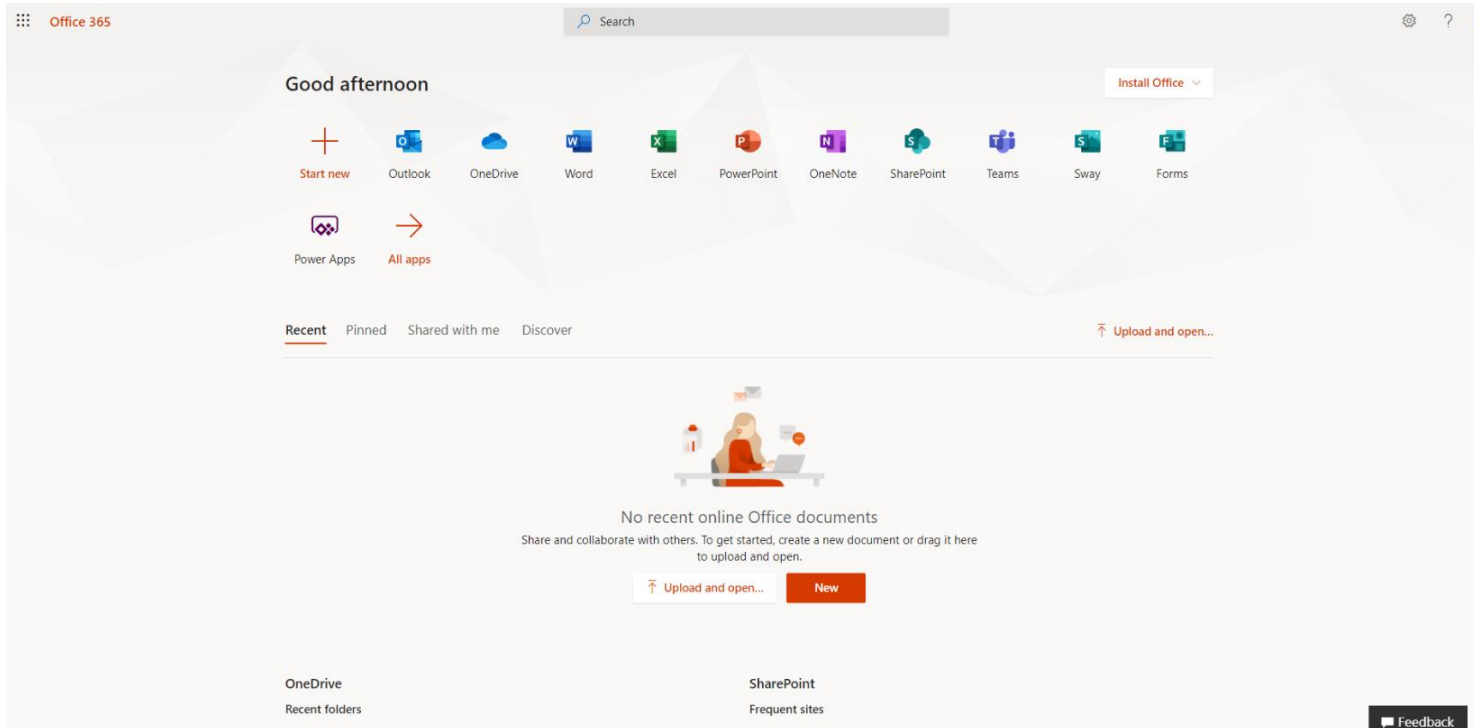 Office 365
Search
?
Good afternoon
Install Office
Start new Outlook OneDrive Word Excel PowerPoint OneNote SharePoint Teams Sway Forms
Power Apps All apps
Recent Pinned Shared with me Discover
Upload and open...
No recent online Office documents
Share and collaborate with others. To get started, create a new document or drag it here
to upload and open.
Upload and open... New
OneDrive
Recent folders
SharePoint
Frequent sites
Feedback